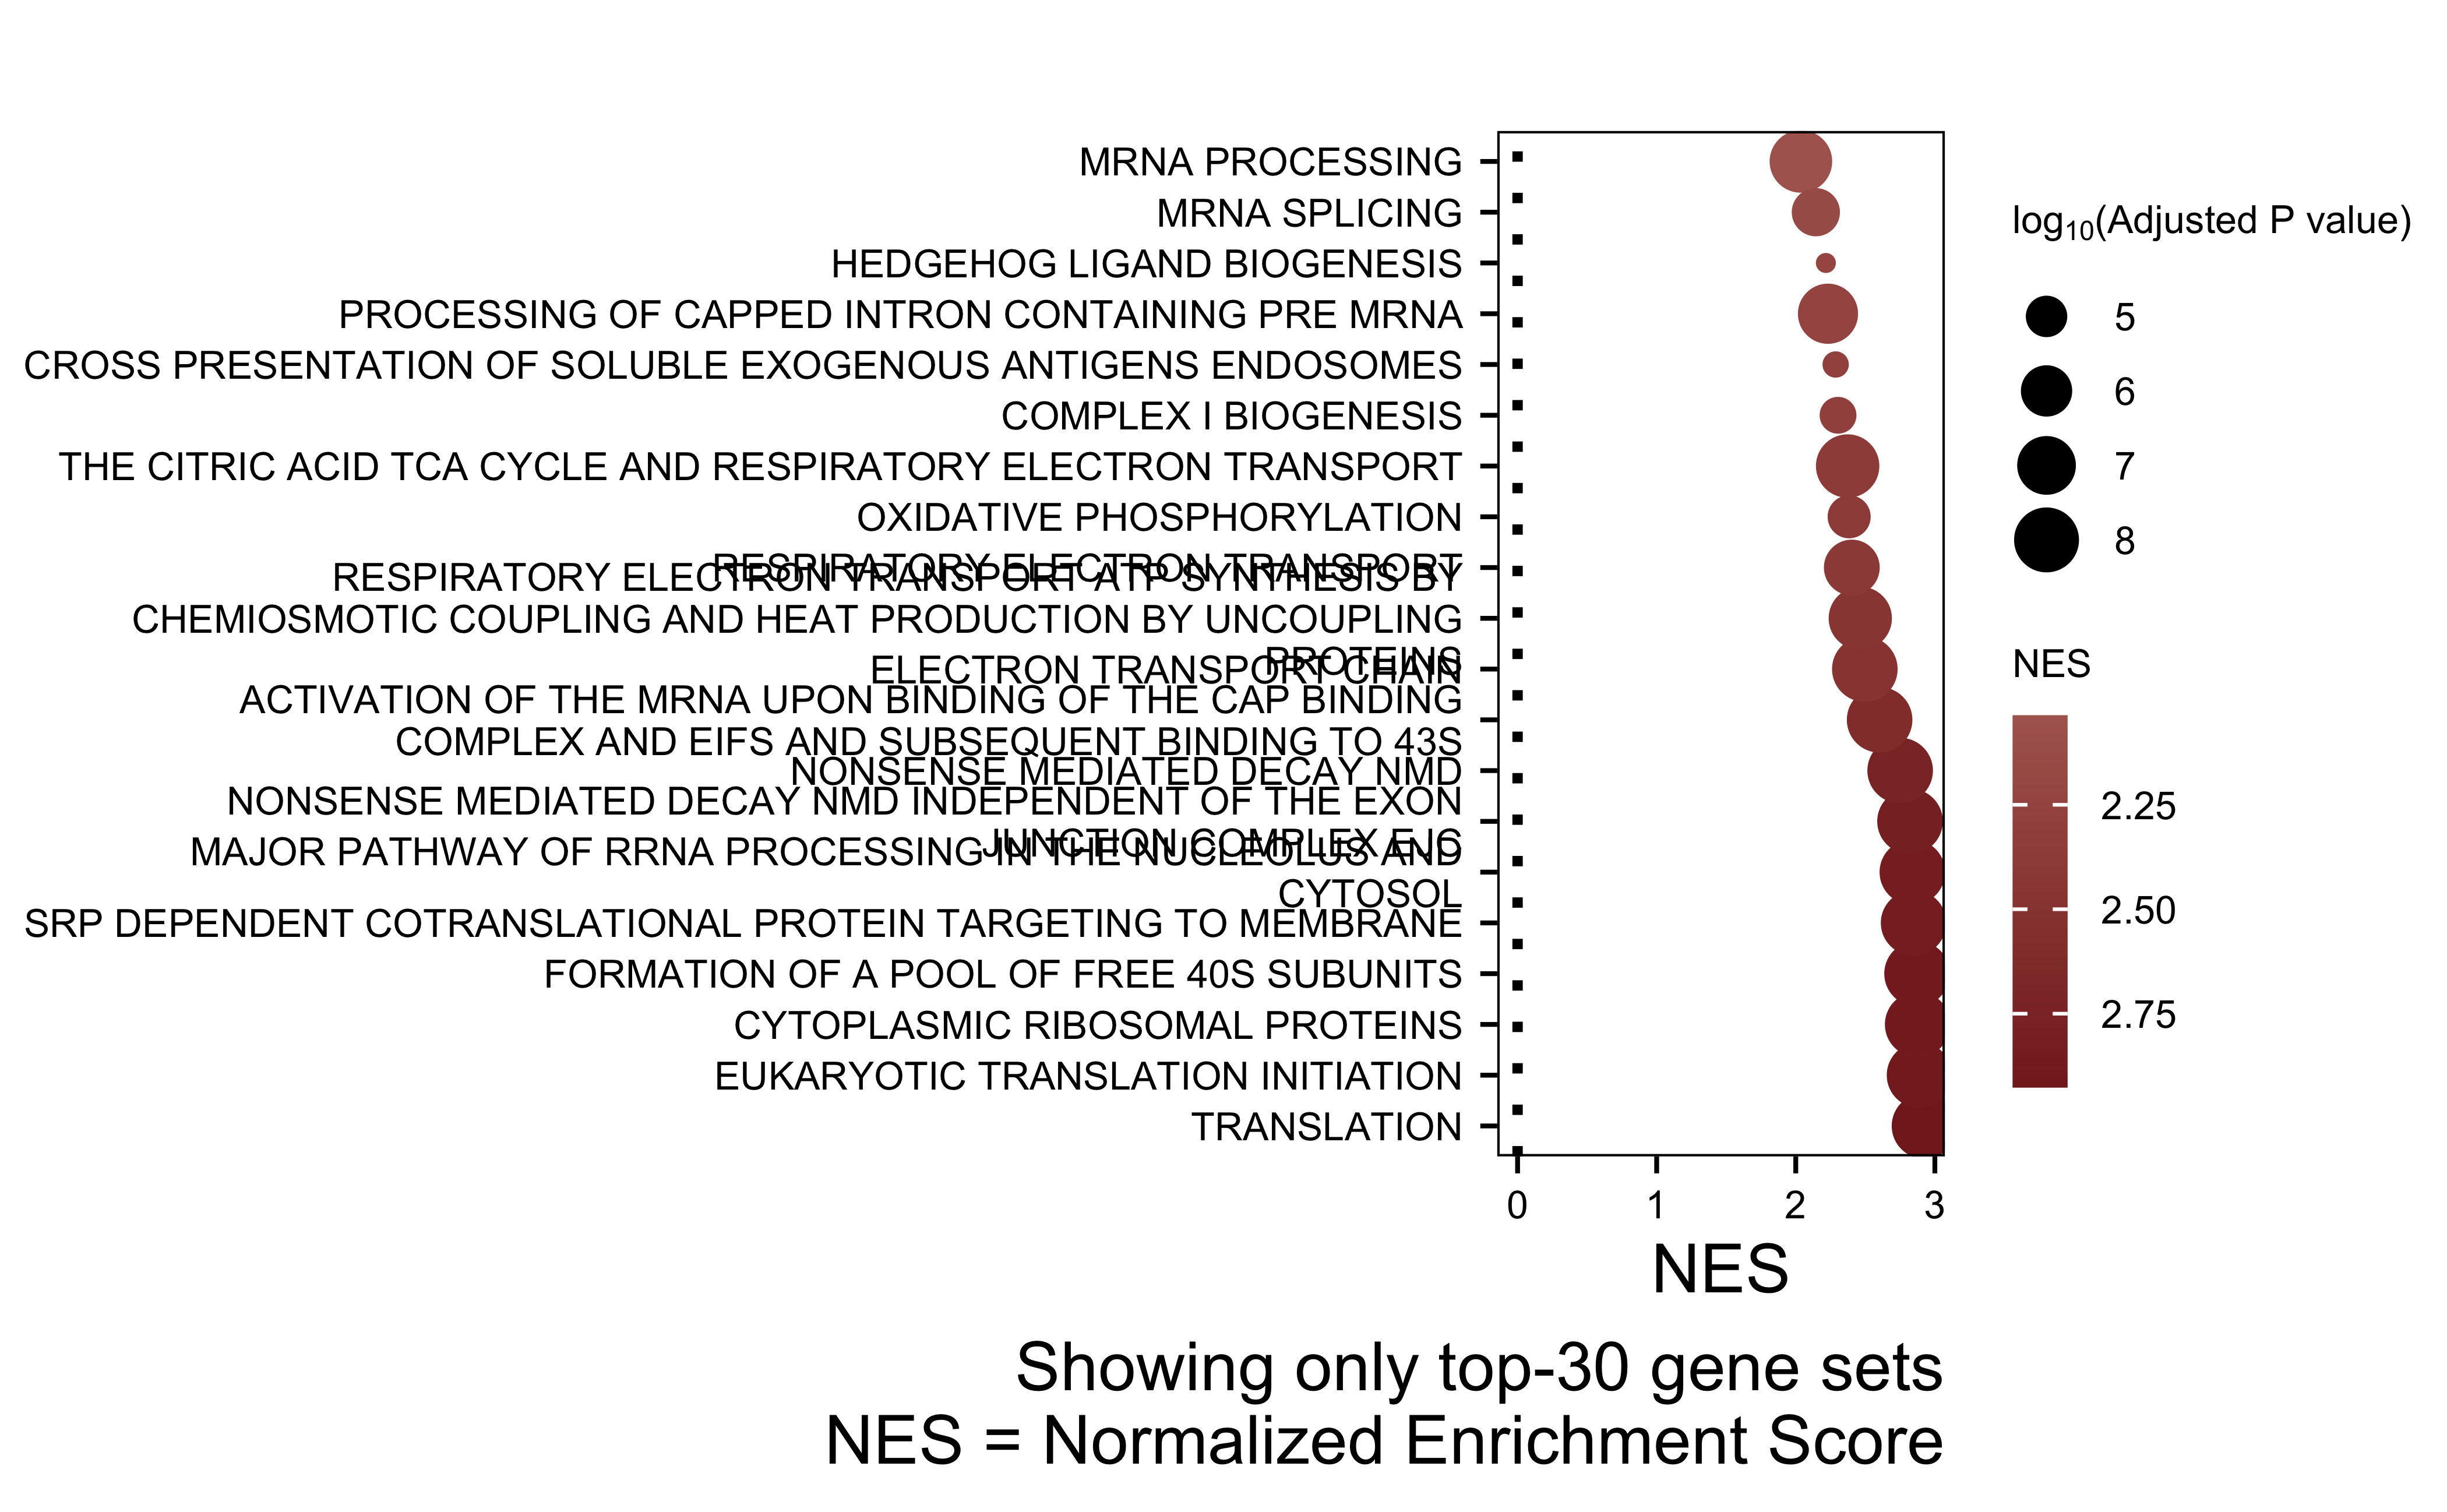 MRNA PROCESSING
MRNA SPLICING
HEDGEHOG LIGAND BIOGENESIS
PROCESSING OF CAPPED INTRON CONTAINING PRE MRNA
CROSS PRESENTATION OF SOLUBLE EXOGENOUS ANTIGENS ENDOSOMES
COMPLEX I BIOGENESIS
THE CITRIC ACID TCA CYCLE AND RESPIRATORY ELECTRON TRANSPORT
OXIDATIVE PHOSPHORYLATION
RESPIRATORY ELECTRON TRANSPORT
RESPIRATORY ELECTRON TRANSPORT ATP SYNTHESIS BY
CHEMIOSMOTIC COUPLING AND HEAT PRODUCTION BY UNCOUPLING
PROTEINS
ELECTRON TRANSPORT CHAIN
ACTIVATION OF THE MRNA UPON BINDING OF THE CAP BINDING
COMPLEX AND EIFS AND SUBSEQUENT BINDING TO 43S
NONSENSE MEDIATED DECAY NMD
NONSENSE MEDIATED DECAY NMD INDEPENDENT OF THE EXON
JUNCTION COMPLEX EJC
MAJOR PATHWAY OF RRNA PROCESSING IN THE NUCLEOLUS AND
CYTOSOL
SRP DEPENDENT COTRANSLATIONAL PROTEIN TARGETING TO MEMBRANE
FORMATION OF A POOL OF FREE 40S SUBUNITS
CYTOPLASMIC RIBOSOMAL PROTEINS
EUKARYOTIC TRANSLATION INITIATION
TRANSLATION
0 1 2 3
NES
Showing only top-30 gene sets
NES = Normalized Enrichment Score
log₁₀(Adjusted P value)
5
6
7
8
NES
2.25
2.50
2.75